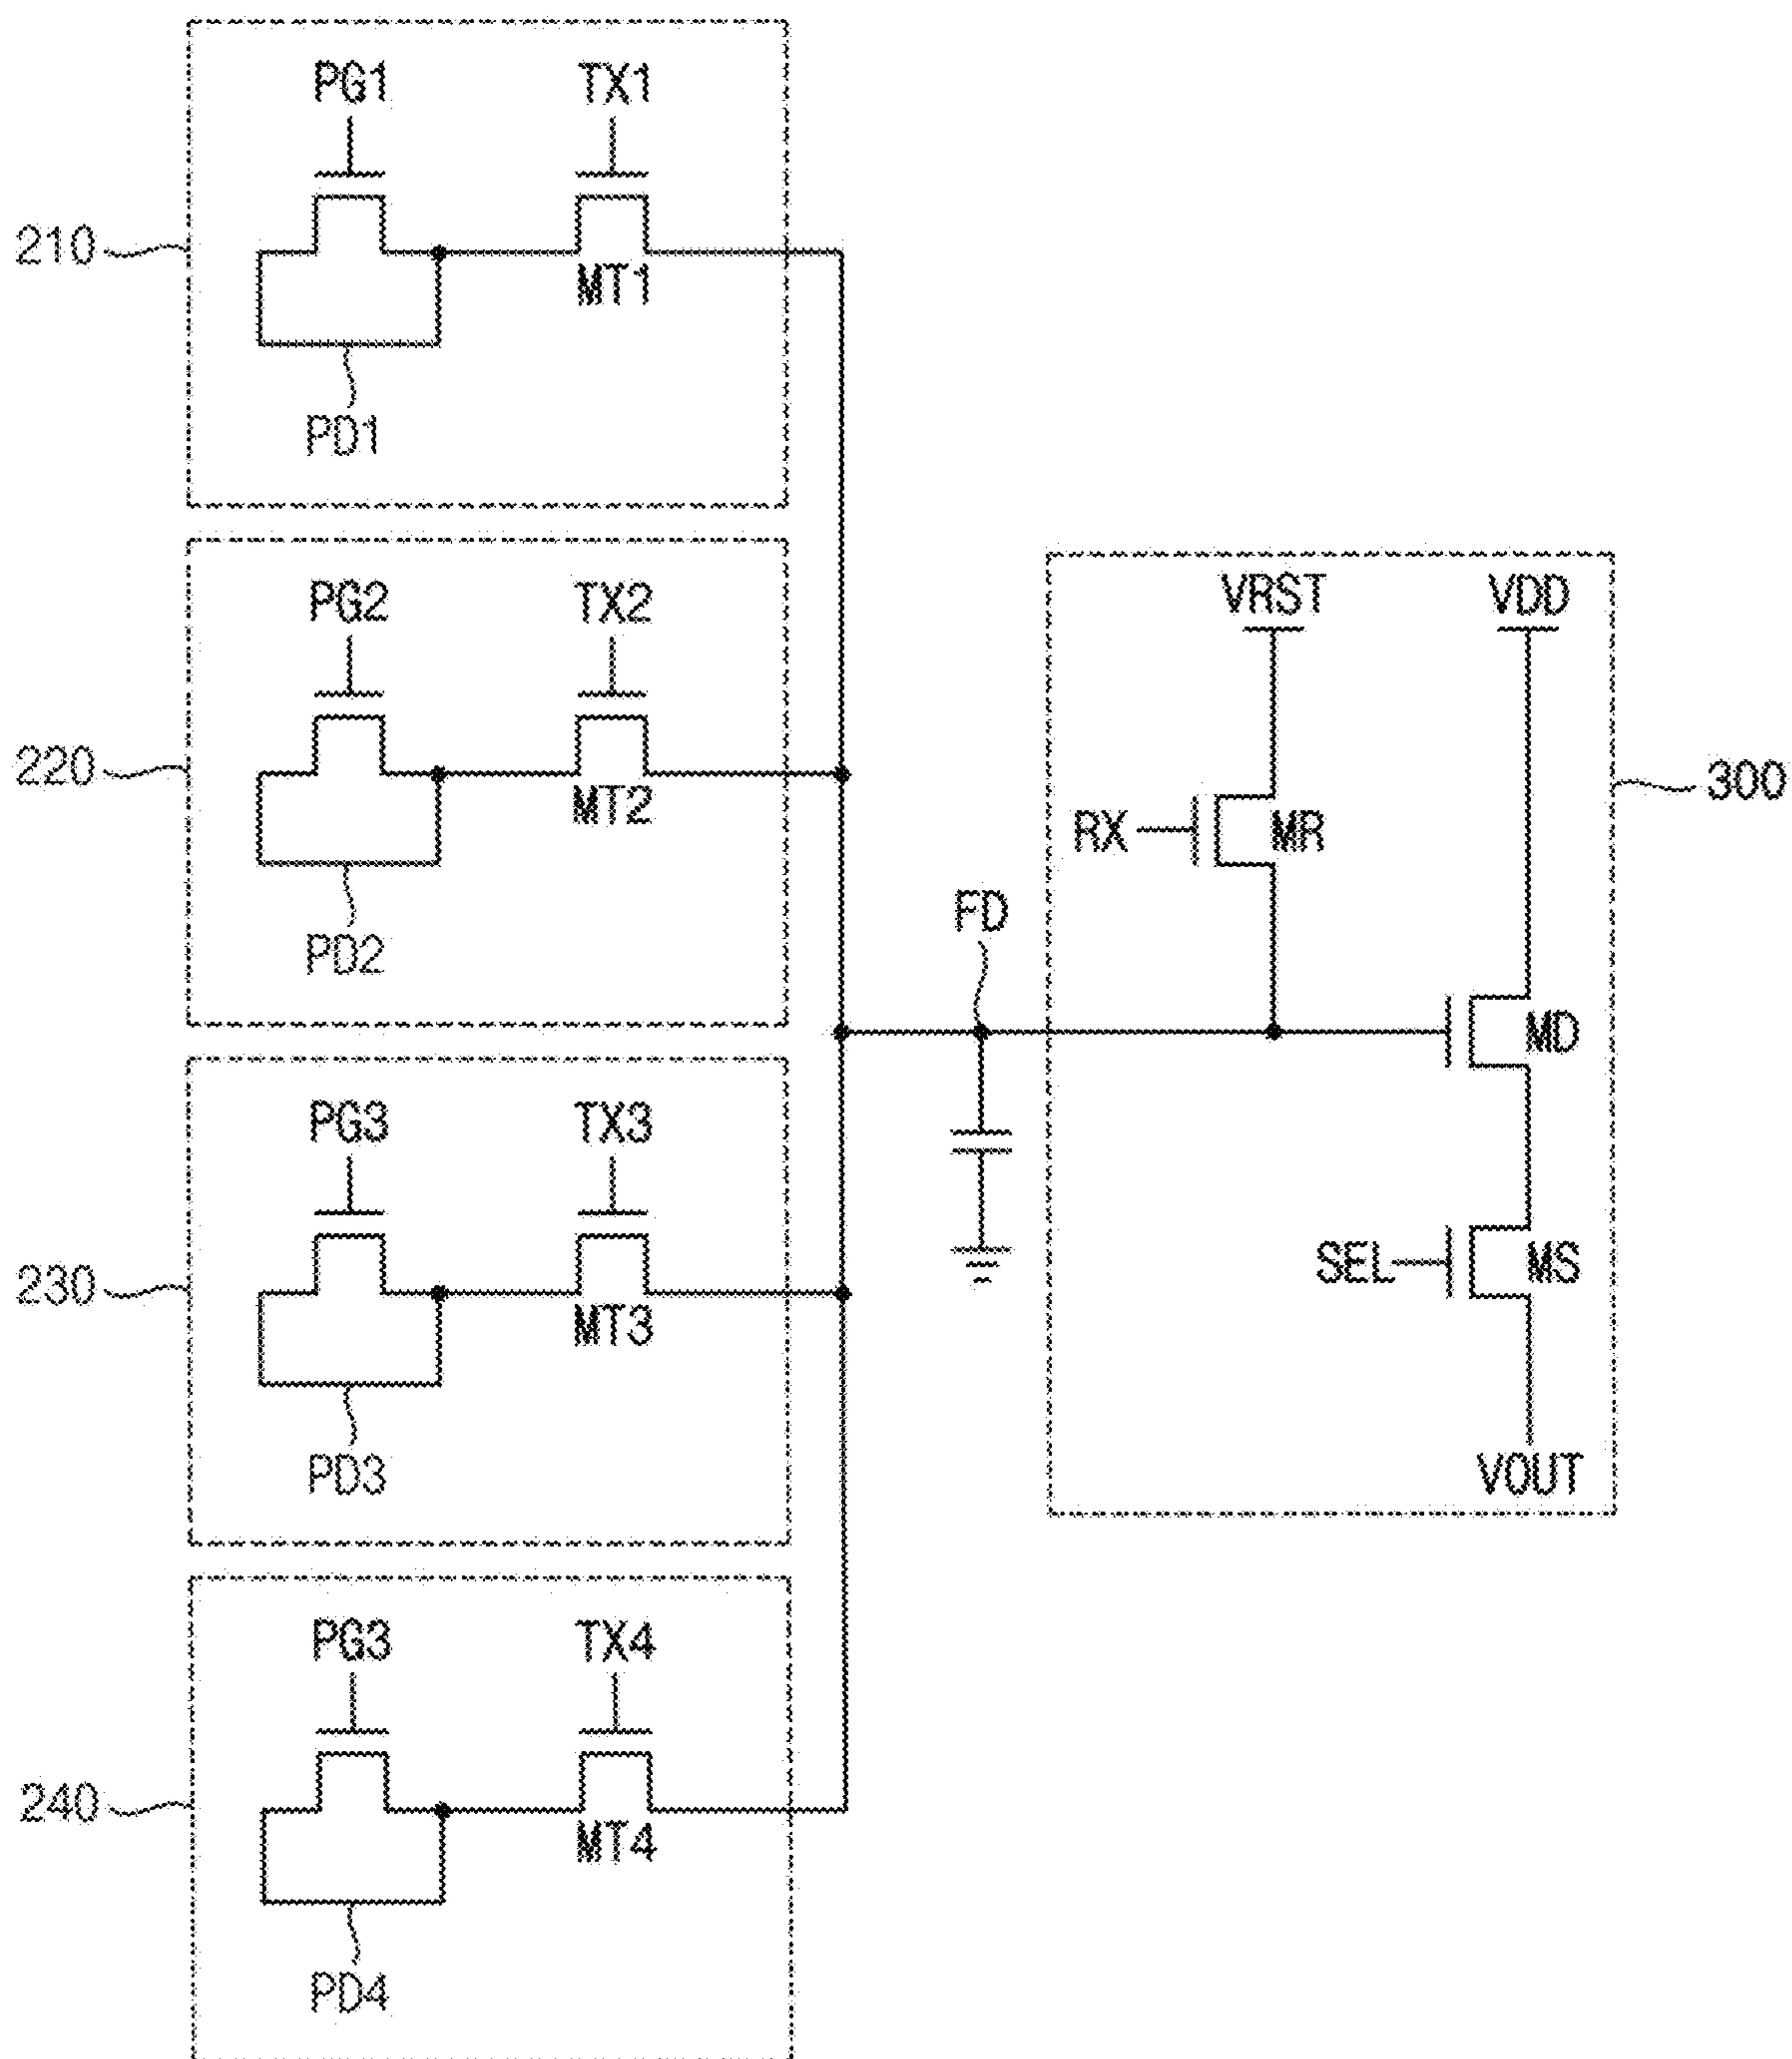 PG1 TX1
210
MT1
PD1
PG2 TX2
220
MT2
PD2
PG3 TX3
230
MT3
PD3
PG3 TX4
240
MT4
PD4
FD
VRST VDD
300
RX MR
MD
SEL MS
VOUT